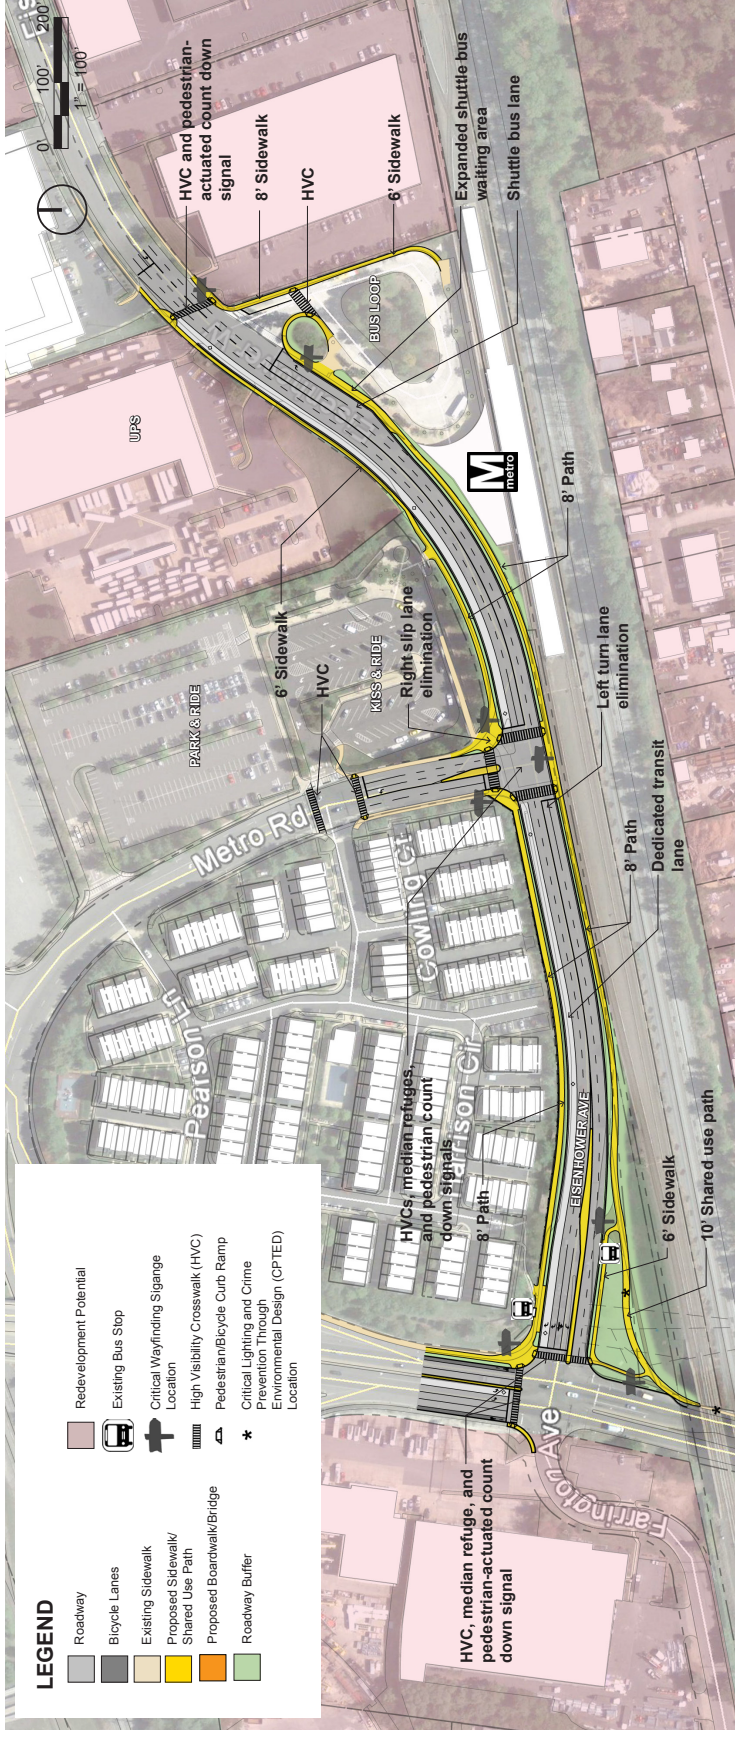 LEGEND
Roadway
Bicycle Lanes
Existing Sidewalk
Proposed Sidewalk/
Shared Use Path
Proposed Boardwalk/Bridge
Roadway Buffer
Redevelopment Potential
Existing Bus Stop
Critical Wayfinding Sigange
Location
High Visibility Crosswalk (HVC)
Pedestrian/Bicycle Curb Ramp
Critical Lighting and Crime
Prevention Through
Environmental Design (CPTED)
Location
HVC, median refuge, and
pedestrian-actuated count
down signal
Farrington Ave
Pearson Ln
HVCs, median refuges,
and pedestrian count
down signals
8' Path
EISENHOWER AVE
6' Sidewalk
10' Shared use path
Metro Rd
Cowling Ct
PARK & RIDE
6' Sidewalk
HVC
KISS & RIDE
Right slip lane
elimination
8' Path
Dedicated transit
lane
Left turn lane
elimination
8' Path
M
metro
UPS
BUS LOOP
HVC and pedestrian-
actuated count down
signal
8' Sidewalk
HVC
6' Sidewalk
Expanded shuttle bus
waiting area
Shuttle bus lane
0' 100' 200'
1" = 100'